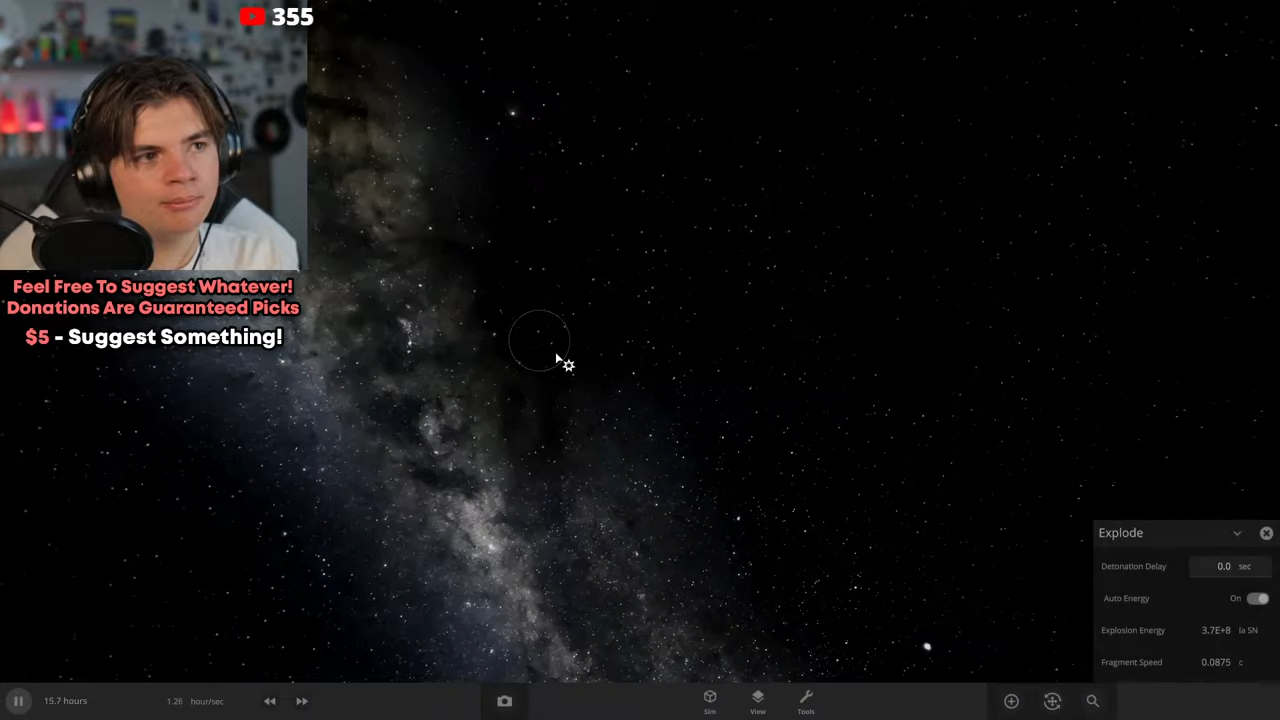 355
Feel Free To Suggest Whatever!
Donations Are Guaranteed Picks
$5 - Suggest Something!
Explode
Detonation Delay 0.0 sec
Auto Energy On
Explosion Energy 3.7E+8 Ia SN
Fragment Speed 0.0875 c
15.7 hours 1.26 hour/sec Sim View Tools